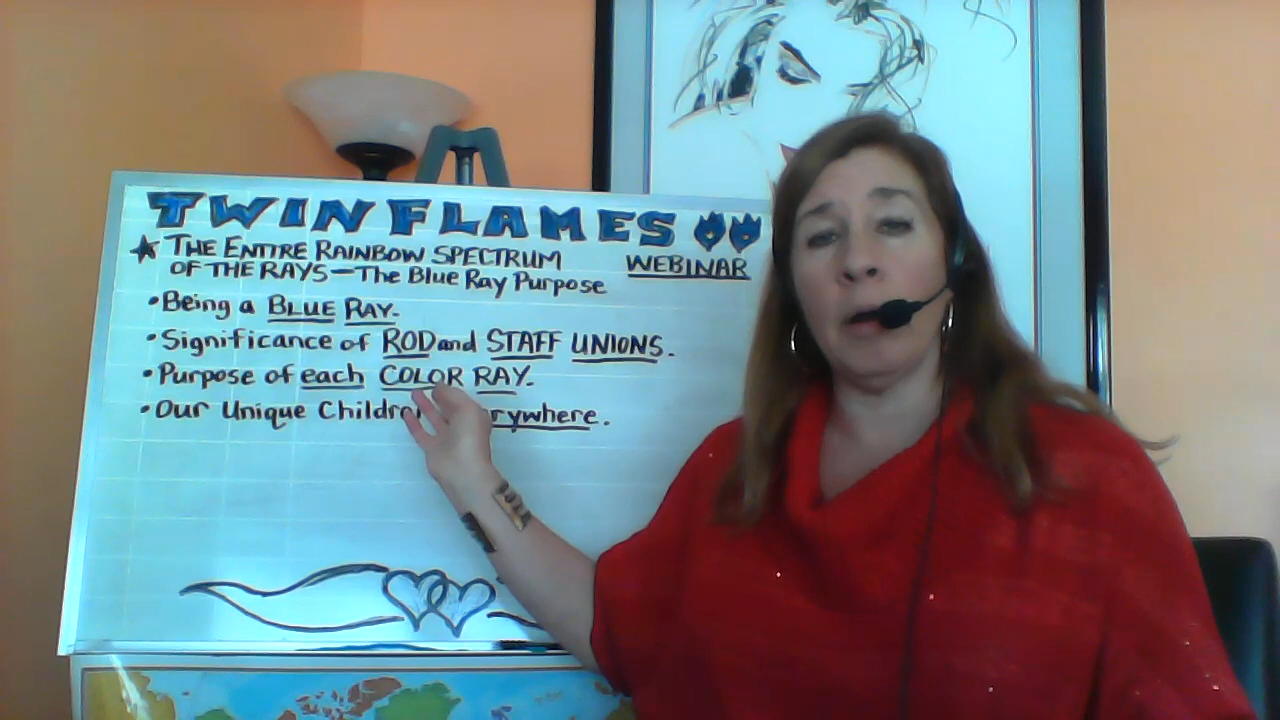 TWIN FLAMES
THE ENTIRE RAINBOW SPECTRUM
OF THE RAYS—The Blue Ray Purpose
WEBINAR
•Being a BLUE RAY.
•Significance of ROD and STAFF UNIONS.
•Purpose of each COLOR RAY.
•Our Unique